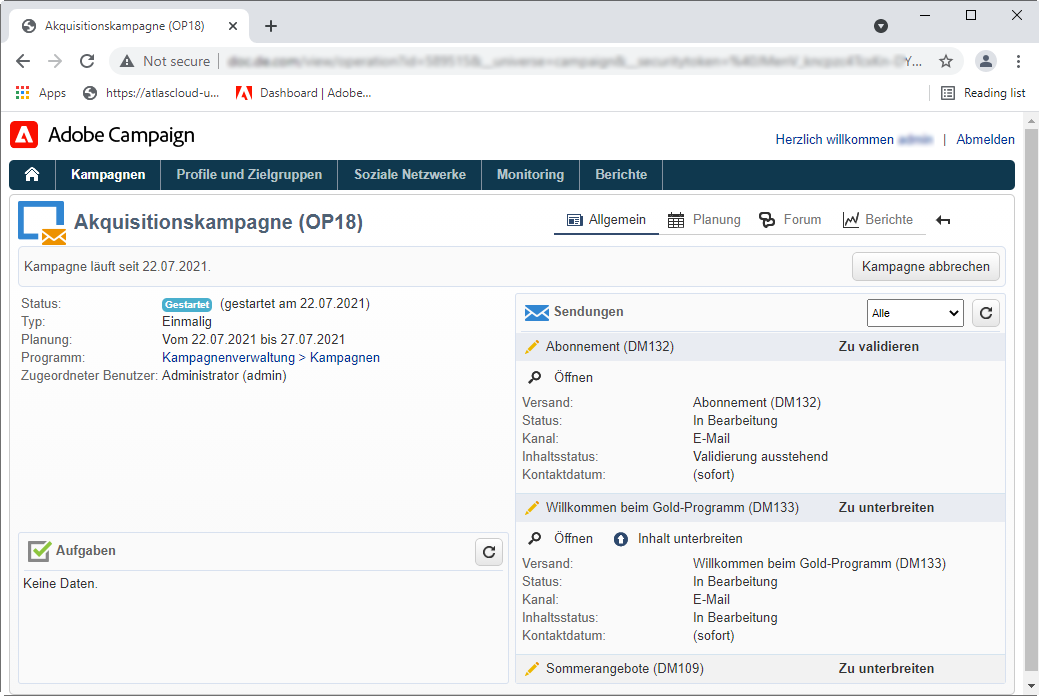 Akquisitionskampagne (OP18)
Not secure
Y...
Apps
https://atlascloud-u...
Dashboard | Adobe...
Reading list
Adobe Campaign
Herzlich willkommen | Abmelden
Kampagnen Profile und Zielgruppen Soziale Netzwerke Monitoring Berichte
Akquisitionskampagne (OP18)
Allgemein Planung Forum Berichte
Kampagne läuft seit 22.07.2021.
Kampagne abbrechen
Status: Gestartet (gestartet am 22.07.2021)
Typ: Einmalig
Planung: Vom 22.07.2021 bis 27.07.2021
Programm: Kampagnenverwaltung > Kampagnen
Zugeordneter Benutzer: Administrator (admin)
Aufgaben
Keine Daten.
Sendungen Alle
Abonnement (DM132) Zu validieren
Öffnen
Versand: Abonnement (DM132)
Status: In Bearbeitung
Kanal: E-Mail
Inhaltsstatus: Validierung ausstehend
Kontaktdatum: (sofort)
Willkommen beim Gold-Programm (DM133) Zu unterbreiten
Öffnen Inhalt unterbreiten
Versand: Willkommen beim Gold-Programm (DM133)
Status: In Bearbeitung
Kanal: E-Mail
Inhaltsstatus: In Bearbeitung
Kontaktdatum: (sofort)
Sommerangebote (DM109) Zu unterbreiten